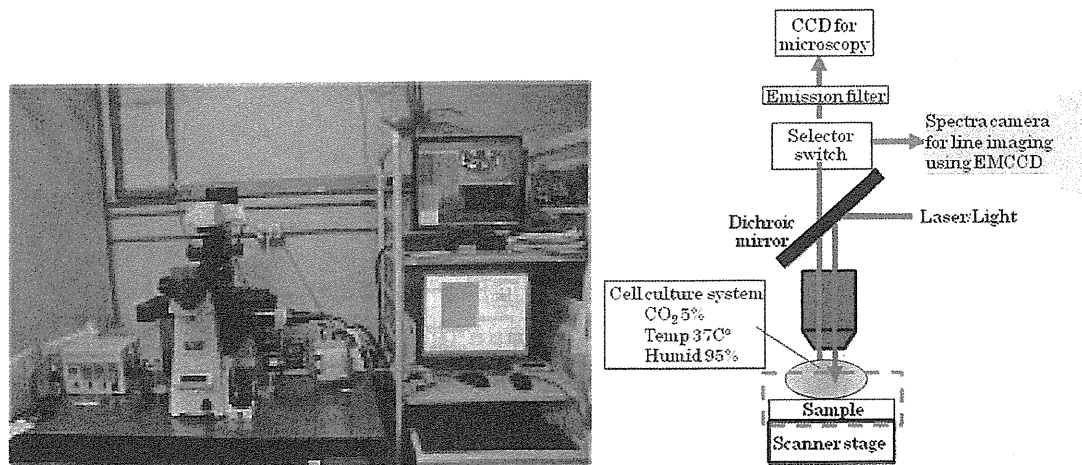 CCD for
microscopy
Emission filter
Selector
switch
Spectra camera
for line imaging
using EMCCD
Dichroic
mirror
Laser/Light
Cell culture system
CO₂ 5%
Temp 37C°
Humid 95%
Sample
Scanner stage